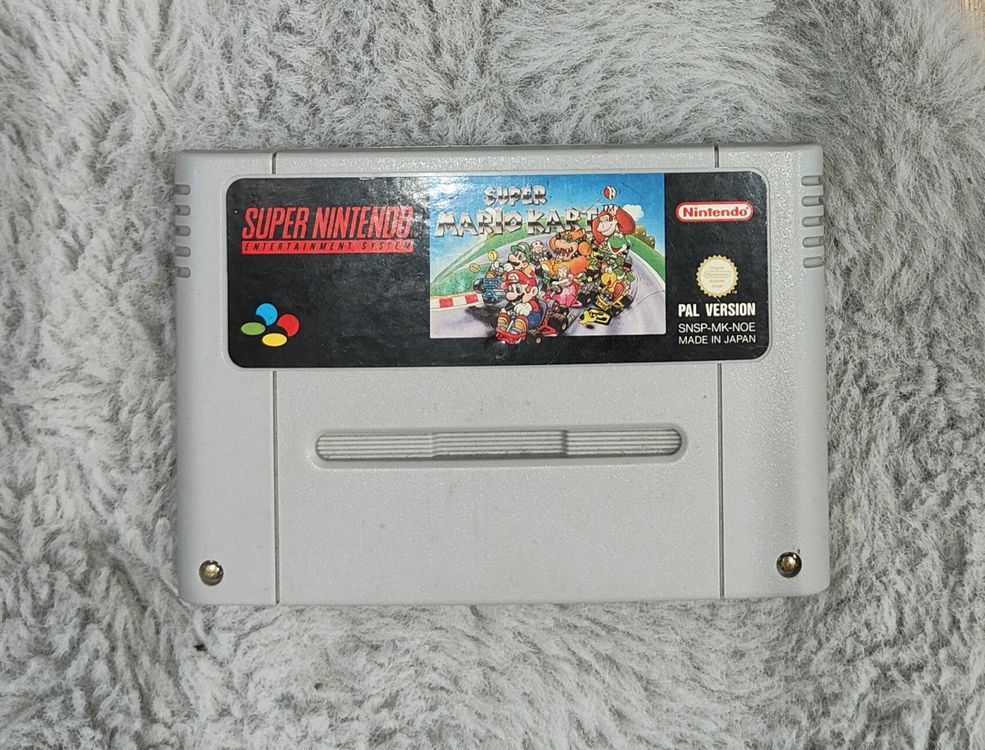 SUPER NINTENDO
ENTERTAINMENT SYSTEM
SUPER
MARIO KART
Nintendo
PAL VERSION
SNSP-MK-NOE
MADE IN JAPAN